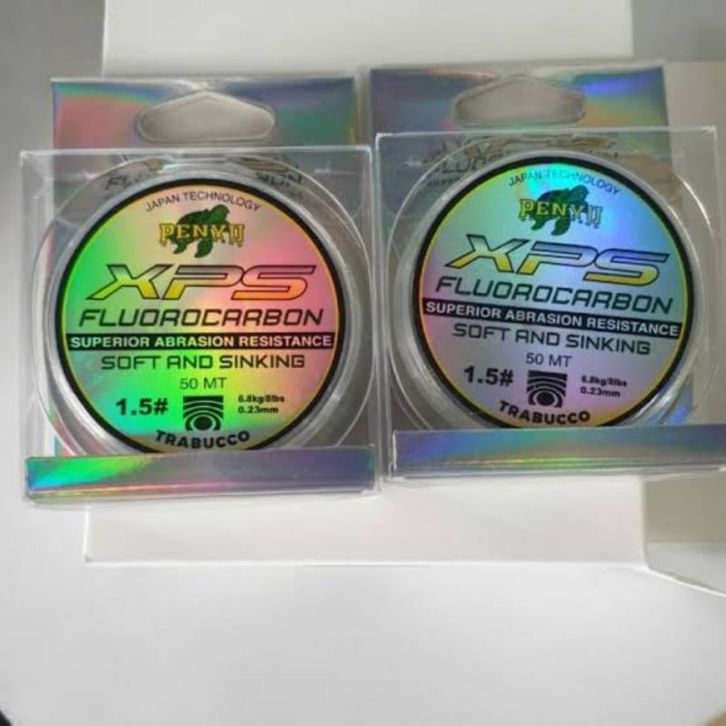 JAPAN TECHNOLOGY
PENYU
XPS
FLUOROCARBON
SUPERIOR ABRASION RESISTANCE
SOFT AND SINKING
50 MT
1.5#
6.8kg/8lbs
0.23mm
TRABUCCO
JAPAN TECHNOLOGY
PENYU
XPS
FLUOROCARBON
SUPERIOR ABRASION RESISTANCE
SOFT AND SINKING
50 MT
1.5#
6.8kg/8lbs
0.23mm
TRABUCCO